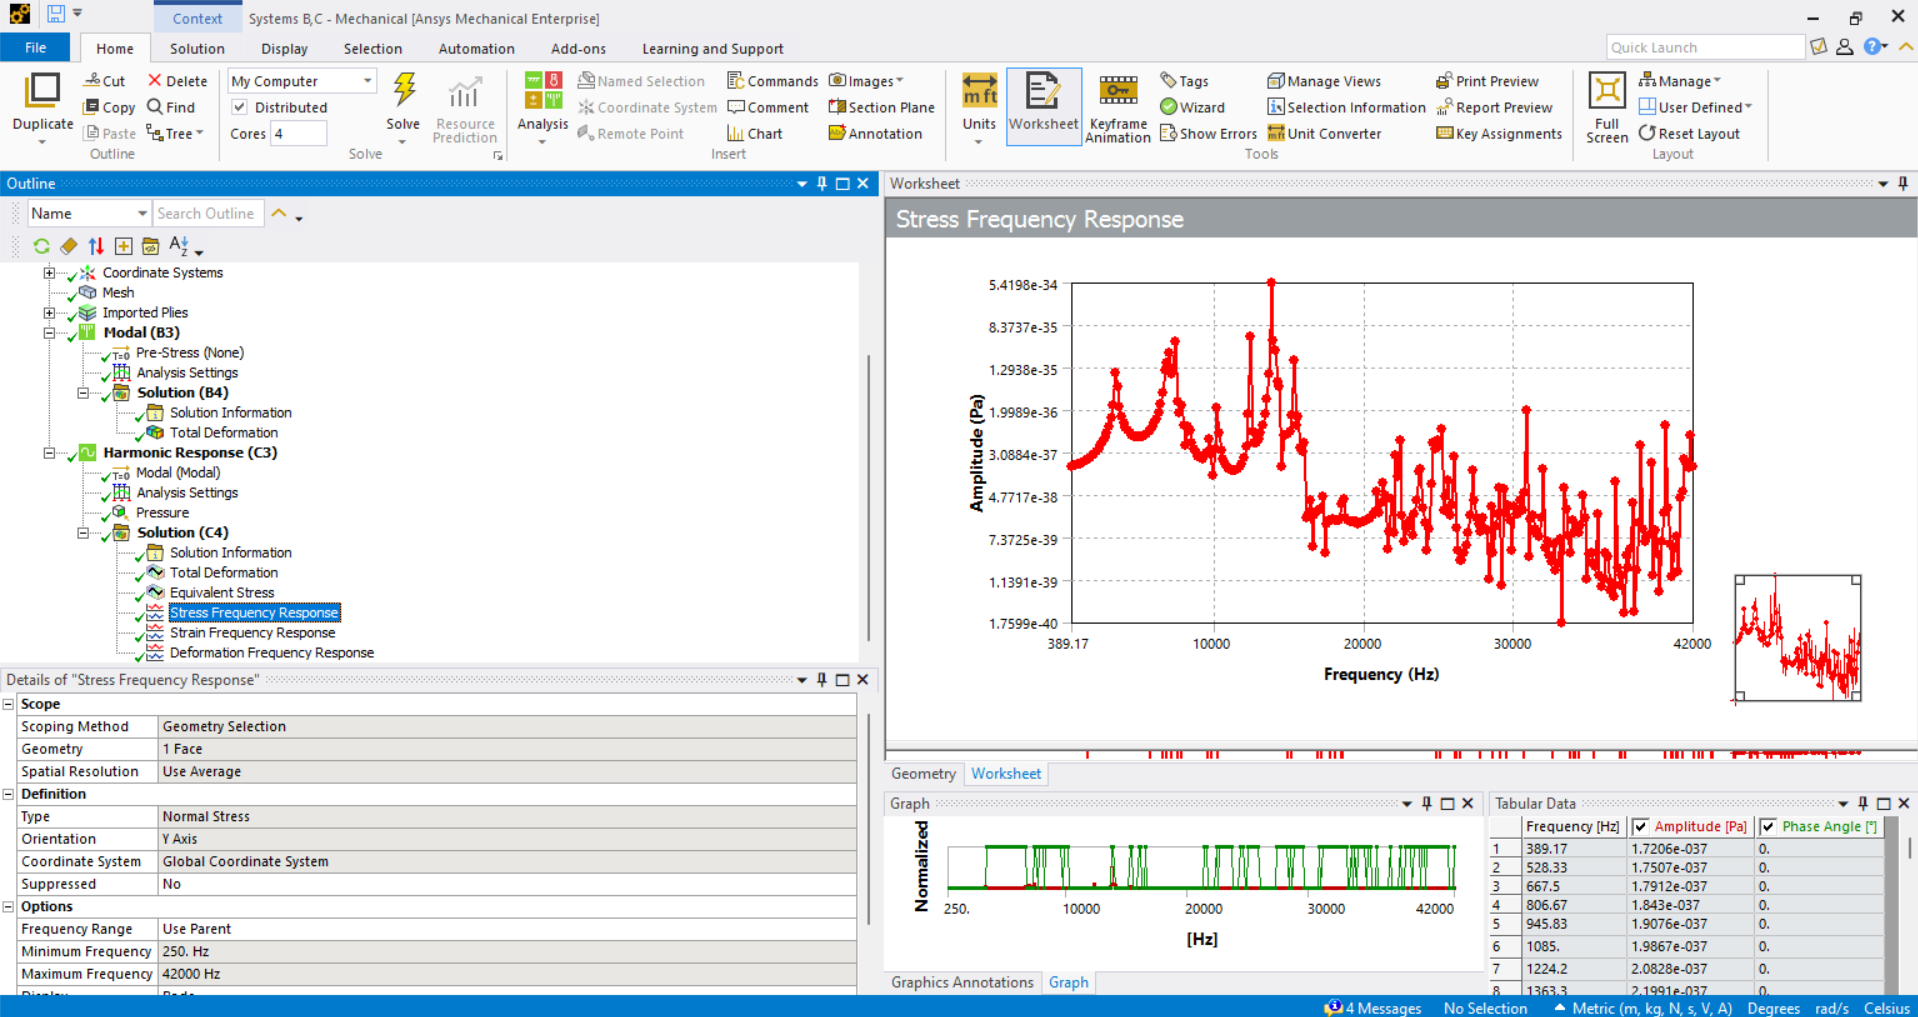 Context
Systems B,C - Mechanical [Ansys Mechanical Enterprise]
File
Home
Solution
Display
Selection
Automation
Add-ons
Learning and Support
Quick Launch
Duplicate
Cut
Copy
Paste
Delete
Find
Tree
Outline
My Computer
Distributed
Cores 4
Solve
Resource
Prediction
Solve
Analysis
Named Selection
Coordinate System
Remote Point
Commands
Comment
Chart
Images
Section Plane
Annotation
Insert
Units
Worksheet
Keyframe
Animation
Tags
Wizard
Show Errors
Manage Views
Selection Information
Unit Converter
Print Preview
Report Preview
Key Assignments
Tools
Full
Screen
Manage
User Defined
Reset Layout
Layout
Outline
Name
Search Outline
Coordinate Systems
Mesh
Imported Plies
Modal (B3)
Pre-Stress (None)
Analysis Settings
Solution (B4)
Solution Information
Total Deformation
Harmonic Response (C3)
Modal (Modal)
Analysis Settings
Pressure
Solution (C4)
Solution Information
Total Deformation
Equivalent Stress
Stress Frequency Response
Strain Frequency Response
Deformation Frequency Response
Details of "Stress Frequency Response"
Scope
Scoping Method Geometry Selection
Geometry 1 Face
Spatial Resolution Use Average
Definition
Type Normal Stress
Orientation Y Axis
Coordinate System Global Coordinate System
Suppressed No
Options
Frequency Range Use Parent
Minimum Frequency 250. Hz
Maximum Frequency 42000 Hz
Worksheet
Stress Frequency Response
Amplitude (Pa)
5.4198e-34
8.3737e-35
1.2938e-35
1.9989e-36
3.0884e-37
4.7717e-38
7.3725e-39
1.1391e-39
1.7599e-40
389.17 10000 20000 30000 42000
Frequency (Hz)
Geometry
Worksheet
Graph
Normalized
250. 10000 20000 30000 42000
[Hz]
Graphics Annotations
Graph
Tabular Data
Frequency [Hz] Amplitude [Pa] Phase Angle [°]
1 389.17 1.7206e-037 0.
2 528.33 1.7507e-037 0.
3 667.5 1.7912e-037 0.
4 806.67 1.843e-037 0.
5 945.83 1.9076e-037 0.
6 1085. 1.9867e-037 0.
7 1224.2 2.0828e-037 0.
8 1363.3 2.1991e-037 0.
4 Messages
No Selection
Metric (m, kg, N, s, V, A)
Degrees
rad/s
Celsius